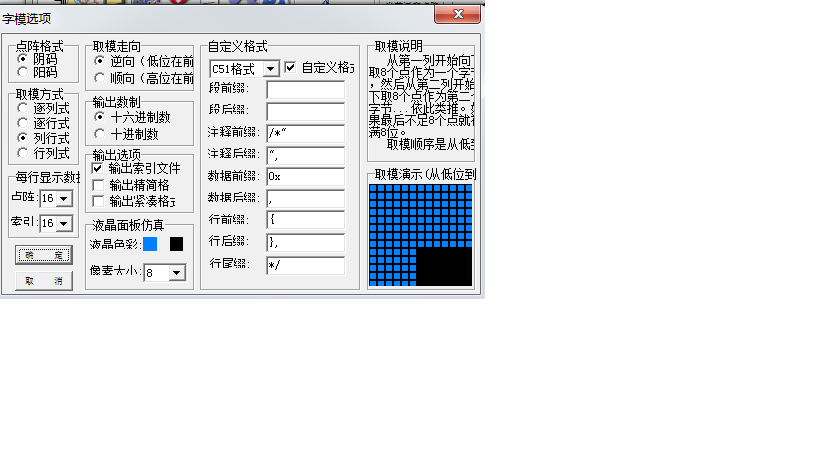 字模选项
点阵格式
阴码
阳码
取模方式
逐列式
逐行式
列行式
行列式
每行显示数据
点阵: 16
索引: 16
确 定
取 消
取模走向
逆向(低位在前
顺向(高位在前
输出数制
十六进制数
十进制数
输出选项
输出索引文件
输出精简格
输出紧凑格式
液晶面板仿真
液晶色彩:
像素大小: 8
自定义格式
C51格式 自定义格式
段前缀:
段后缀:
注释前缀: /*“
注释后缀: “,
数据前缀: 0x
数据后缀: ,
行前缀: {
行后缀: },
行尾缀: */
取模说明
从第一列开始向下
取8个点作为一个字节
，然后从第二列开始
下取8个点作为第二个
字节...依此类推。如
果最后不足8个点就补
满8位。
取模顺序是从低到
取模演示(从低位到